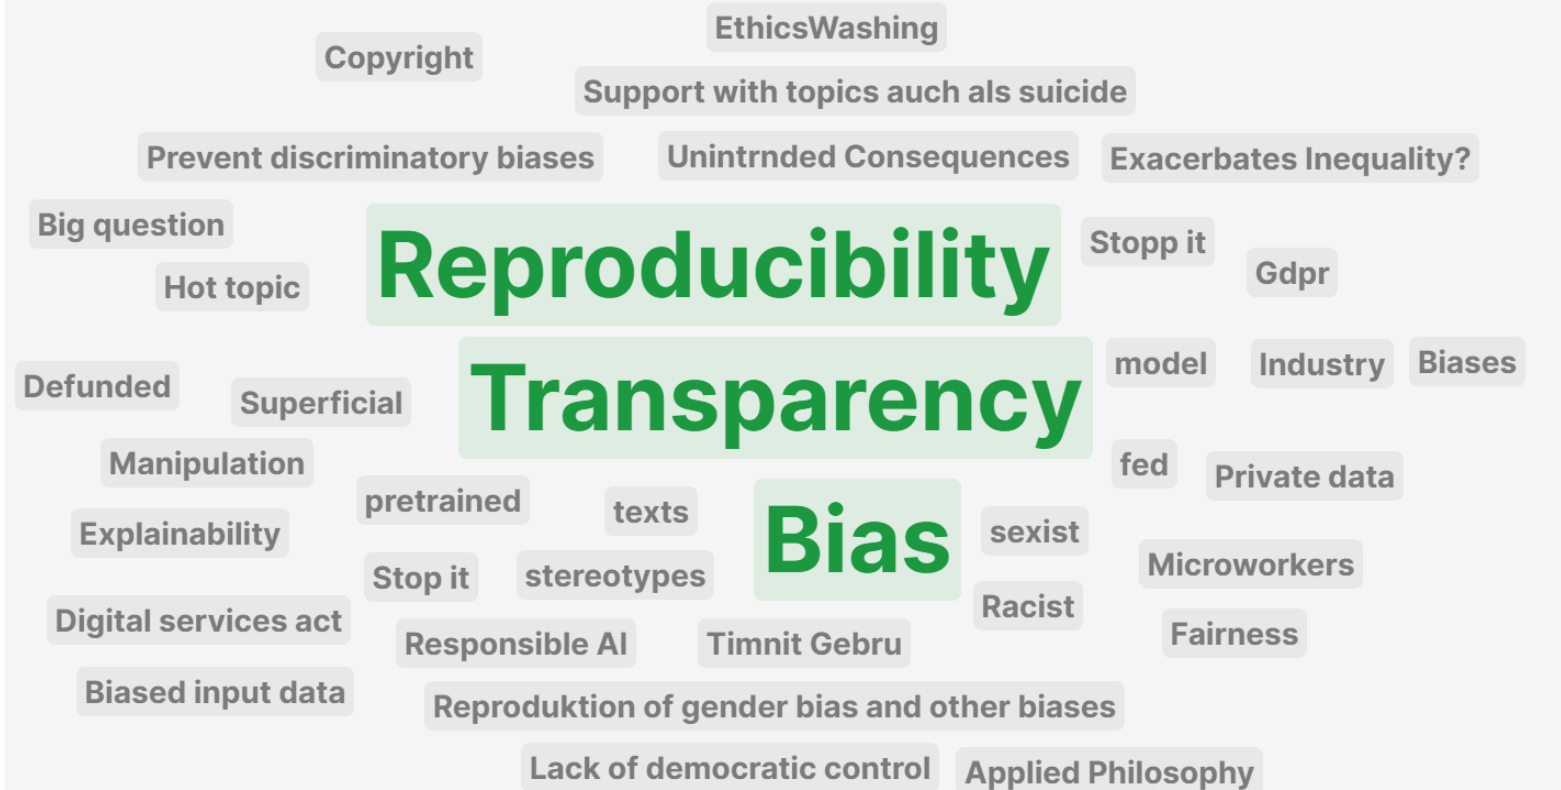 EthicsWashing
Copyright
Support with topics auch als suicide
Prevent discriminatory biases
Unintrnded Consequences
Exacerbates Inequality?
Big question
Reproducibility
Stopp it
Hot topic
Gdpr
Defunded
Superficial
Transparency
model
Industry
Biases
Manipulation
fed
Private data
pretrained
texts
Bias
sexist
Explainability
Stop it
stereotypes
Microworkers
Racist
Digital services act
Responsible AI
Timnit Gebru
Fairness
Biased input data
Reproduktion of gender bias and other biases
Lack of democratic control
Applied Philosophy